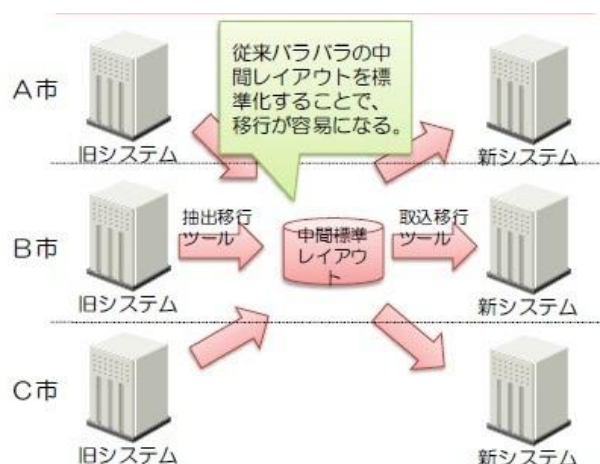 従来バラバラの中
間レイアウトを標
準化することで、
移行が容易になる。
A市
旧システム
新システム
B市
抽出移行
ツール
中間標準
レイアウ
ト
取込移行
ツール
旧システム
新システム
C市
旧システム
新システム